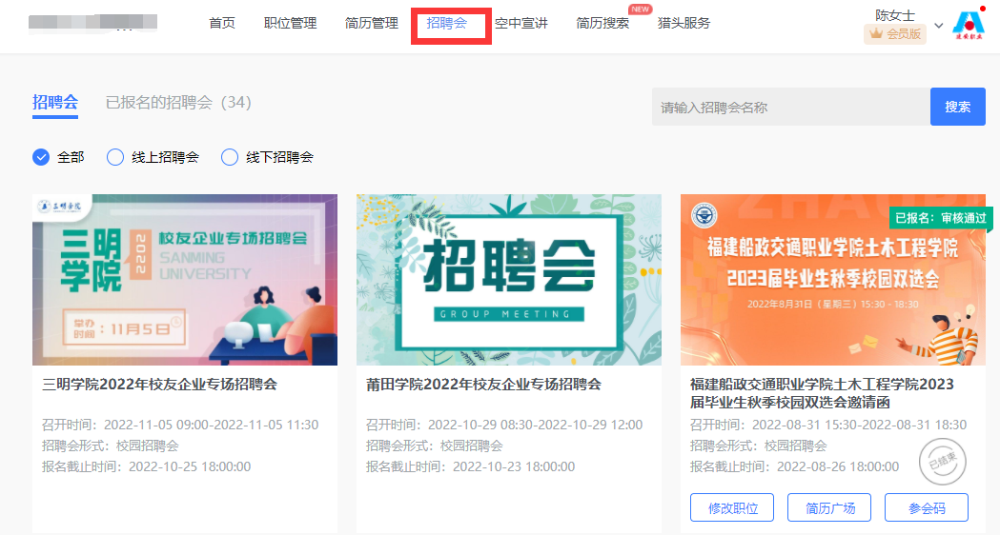 首页 职位管理 简历管理 招聘会 空中宣讲 简历搜索 NEW 猎头服务
陈女士
会员版
招聘会 已报名的招聘会（34）
请输入招聘会名称 搜索
全部 线上招聘会 线下招聘会
三明学院
三明
学院
2022
校友企业专场招聘会
SANMING
UNIVERSITY
举办
时间：11月5日
招聘会
GROUP MEETING
ZHAOPIN
已报名：审核通过
福建船政交通职业学院土木工程学院
2023届毕业生秋季校园双选会
2022年8月31日（星期三）15:30 - 18:30
三明学院2022年校友企业专场招聘会
召开时间：2022-11-05 09:00-2022-11-05 11:30
招聘会形式：校园招聘会
报名截止时间：2022-10-25 18:00:00
莆田学院2022年校友企业专场招聘会
召开时间：2022-10-29 08:30-2022-10-29 12:00
招聘会形式：校园招聘会
报名截止时间：2022-10-23 18:00:00
福建船政交通职业学院土木工程学院2023
届毕业生秋季校园双选会邀请函
召开时间：2022-08-31 15:30-2022-08-31 18:30
招聘会形式：校园招聘会
报名截止时间：2022-08-26 18:00:00
已结束
修改职位 简历广场 参会码